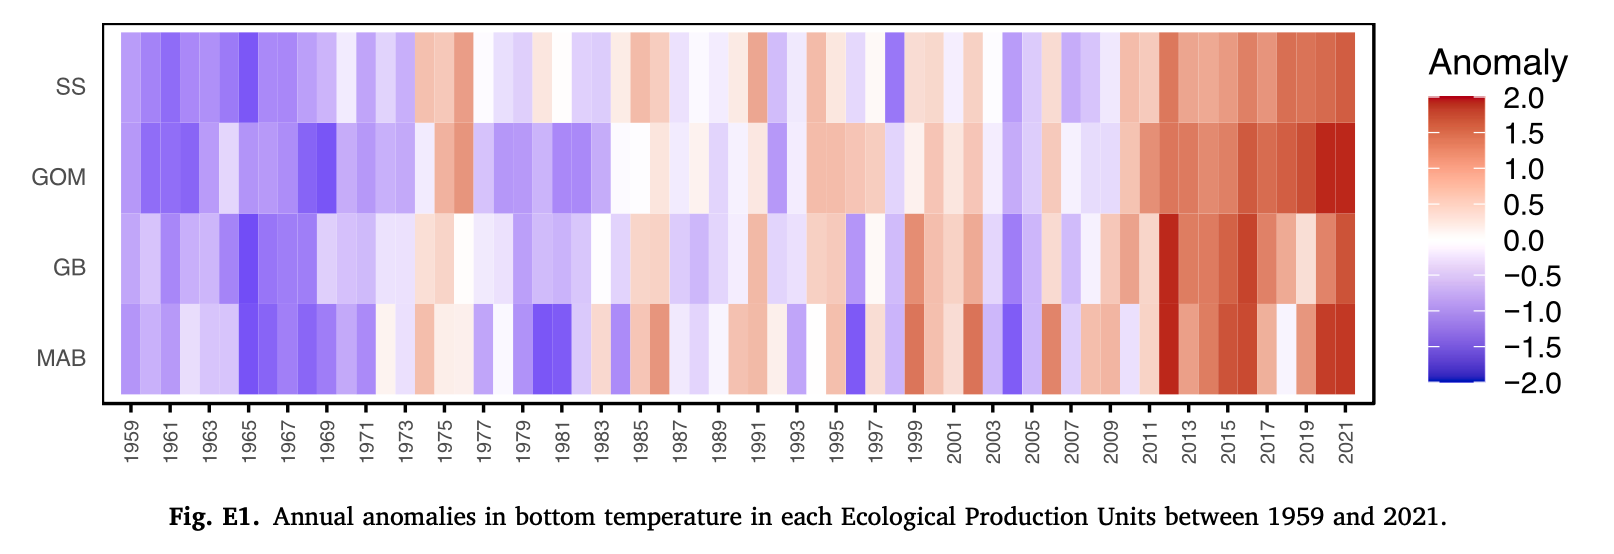 Anomaly
SS
GOM
GB
MAB
2.0
1.5
1.0
0.5
0.0
−0.5
−1.0
−1.5
−2.0
1959 1961 1963 1965 1967 1969 1971 1973 1975 1977 1979 1981 1983 1985 1987 1989 1991 1993 1995 1997 1999 2001 2003 2005 2007 2009 2011 2013 2015 2017 2019 2021
Fig. E1. Annual anomalies in bottom temperature in each Ecological Production Units between 1959 and 2021.